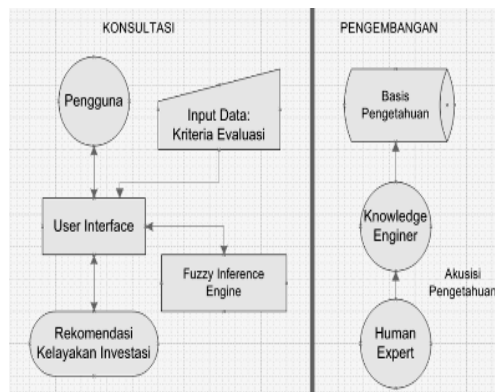 KONSULTASI
PENGEMBANGAN
Pengguna
Input Data:
Kriteria Evaluasi
Basis
Pengetahuan
User Interface
Knowledge
Enginer
Fuzzy Inference
Engine
Akusisi
Pengetahuan
Rekomendasi
Kelayakan Investasi
Human
Expert